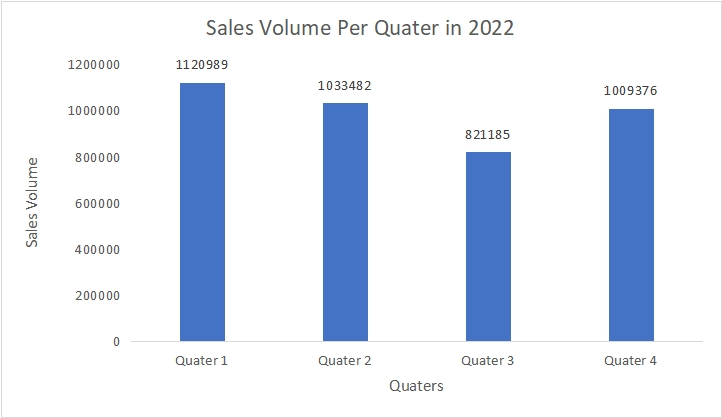 Sales Volume Per Quater in 2022
1200000
1000000
800000
600000
400000
200000
0
Sales Volume
1120989
1033482
821185
1009376
Quater 1
Quater 2
Quater 3
Quater 4
Quaters